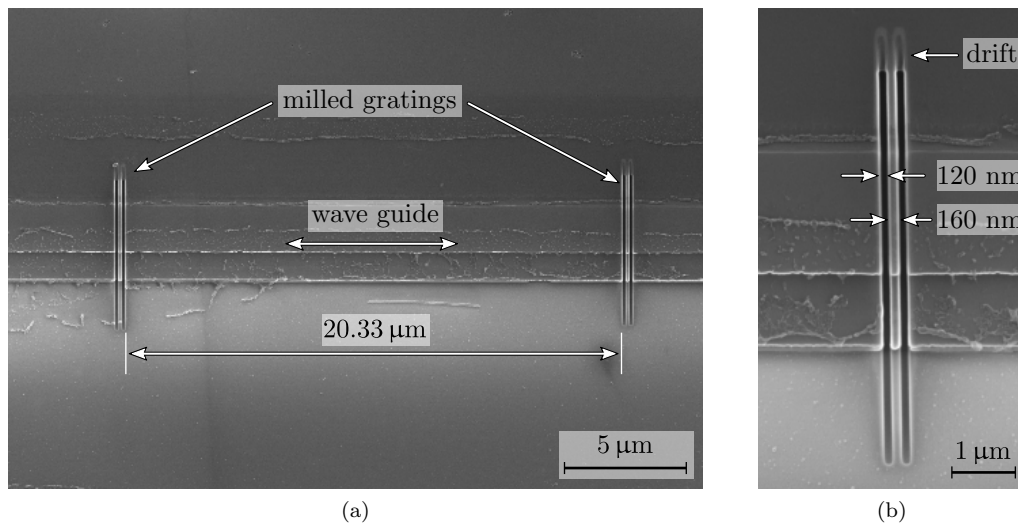 milled gratings
wave guide
20.33 μm
5 μm
(a)
drift
120 nm
160 nm
1 μm
(b)